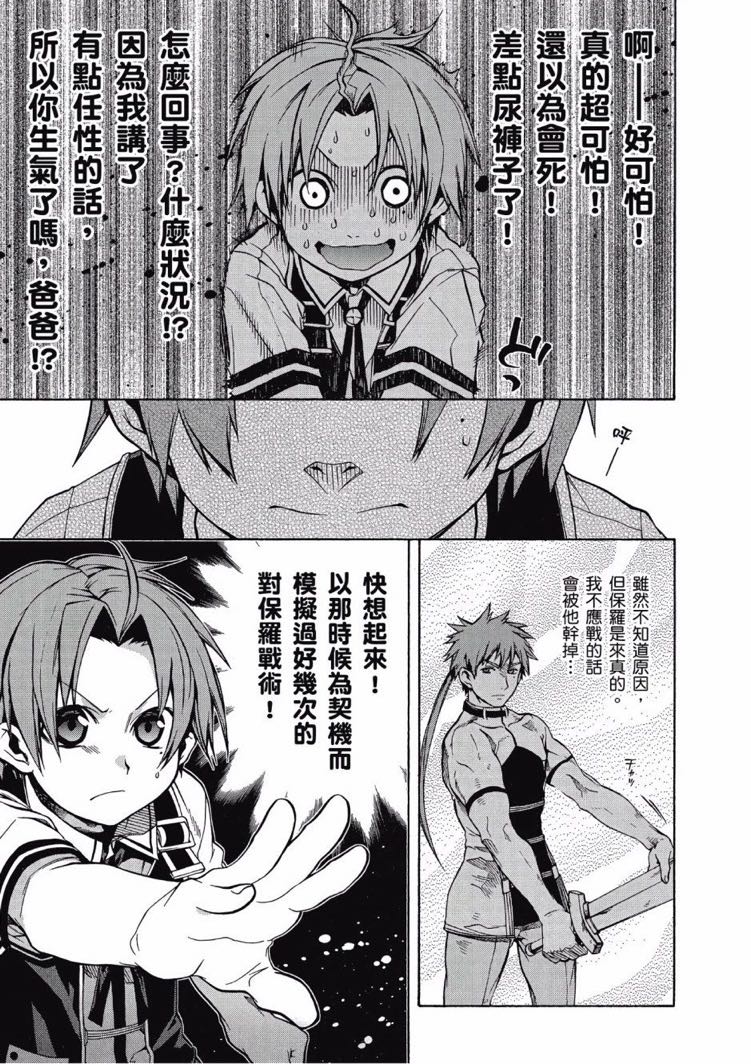 啊──好可怕！
真的超可怕！
還以為會死！
差點尿褲子了！
怎麼回事？什麼狀況!?
因為我講了
有點任性的話，
所以你生氣了嗎，爸爸!?
呼──
雖然不知道原因，
但保羅是來真的。
我不應戰的話
會被他幹掉…
チャッ
快想起來！
以那時候為契機而
模擬過好幾次的
對保羅戰術！